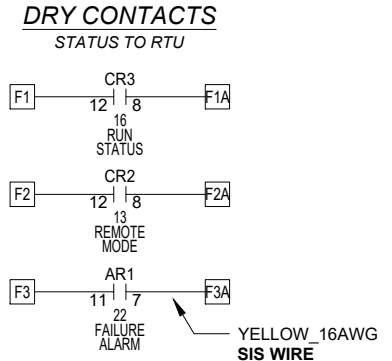 DRY CONTACTS
STATUS TO RTU
CR3
F1 F1A
12 8
16
RUN
STATUS
CR2
F2 F2A
12 8
13
REMOTE
MODE
AR1
F3 F3A
11 7
22
FAILURE
ALARM
YELLOW_16AWG
SIS WIRE